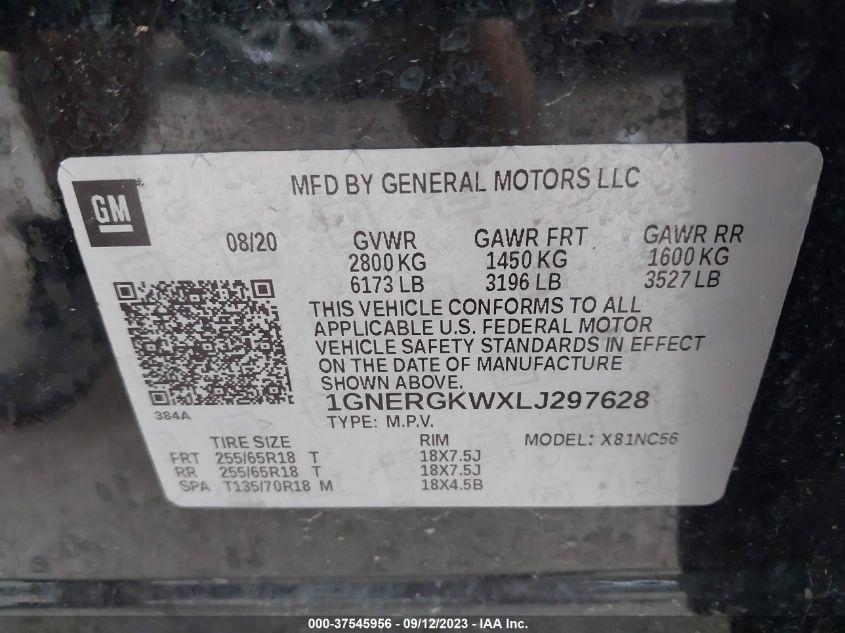 MFD BY GENERAL MOTORS LLC
GM
08/20 GVWR GAWR FRT GAWR RR
2800 KG 1450 KG 1600 KG
6173 LB 3196 LB 3527 LB
THIS VEHICLE CONFORMS TO ALL
APPLICABLE U.S. FEDERAL MOTOR
VEHICLE SAFETY STANDARDS IN EFFECT
ON THE DATE OF MANUFACTURE
SHOWN ABOVE.
1GNERGKWXLJ297628
384A
TYPE: M.P.V. MODEL: X81NC56
TIRE SIZE RIM
FRT 255/65R18 T 18X7.5J
RR 255/65R18 T 18X7.5J
SPA T135/70R18 M 18X4.5B
000-37545956 - 09/12/2023 - IAA Inc.